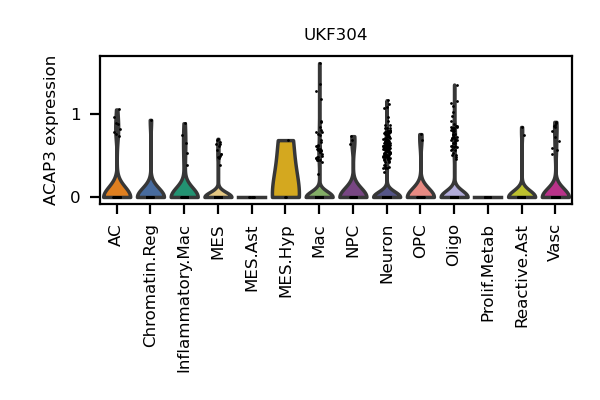 UKF304
ACAP3 expression
1
0
AC
Chromatin.Reg
Inflammatory.Mac
MES
MES.Ast
MES.Hyp
Mac
NPC
Neuron
OPC
Oligo
Prolif.Metab
Reactive.Ast
Vasc